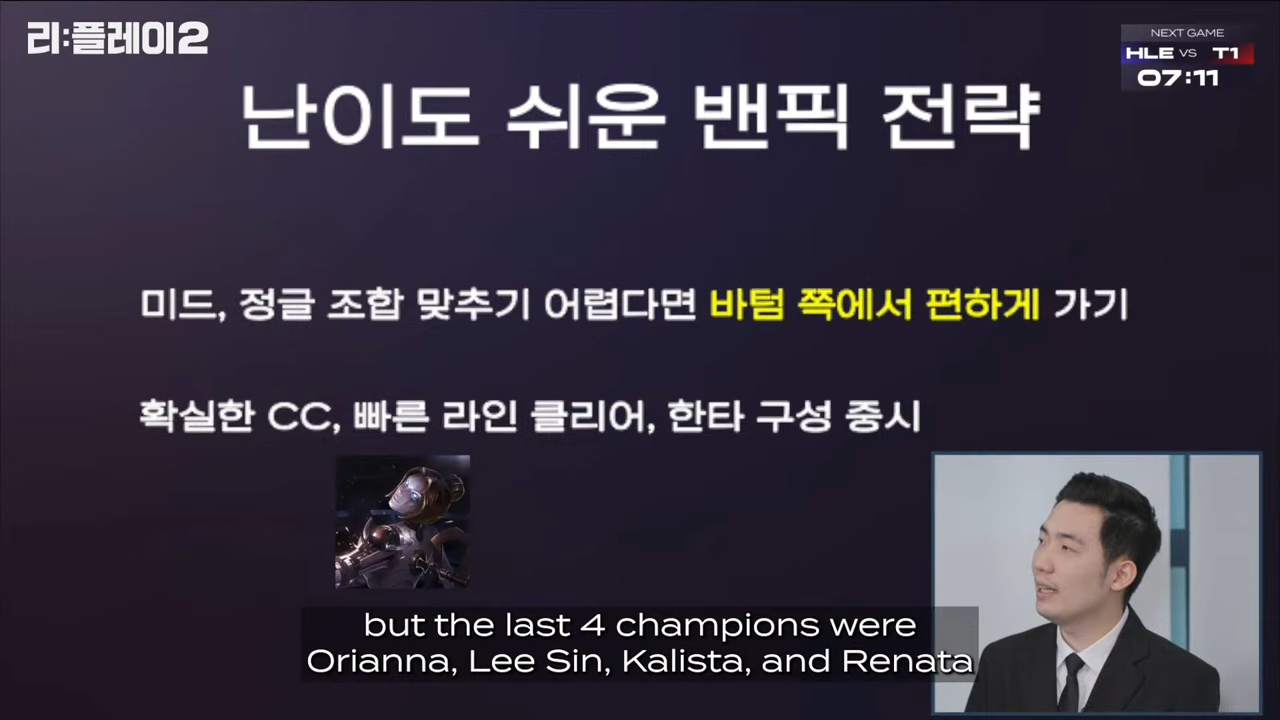 리:플레이2
NEXT GAME
HLE VS T1
07:11
난이도 쉬운 밴픽 전략
미드, 정글 조합 맞추기 어렵다면 바텀 쪽에서 편하게 가기
확실한 CC, 빠른 라인 클리어, 한타 구성 중시
but the last 4 champions were
Orianna, Lee Sin, Kalista, and Renata